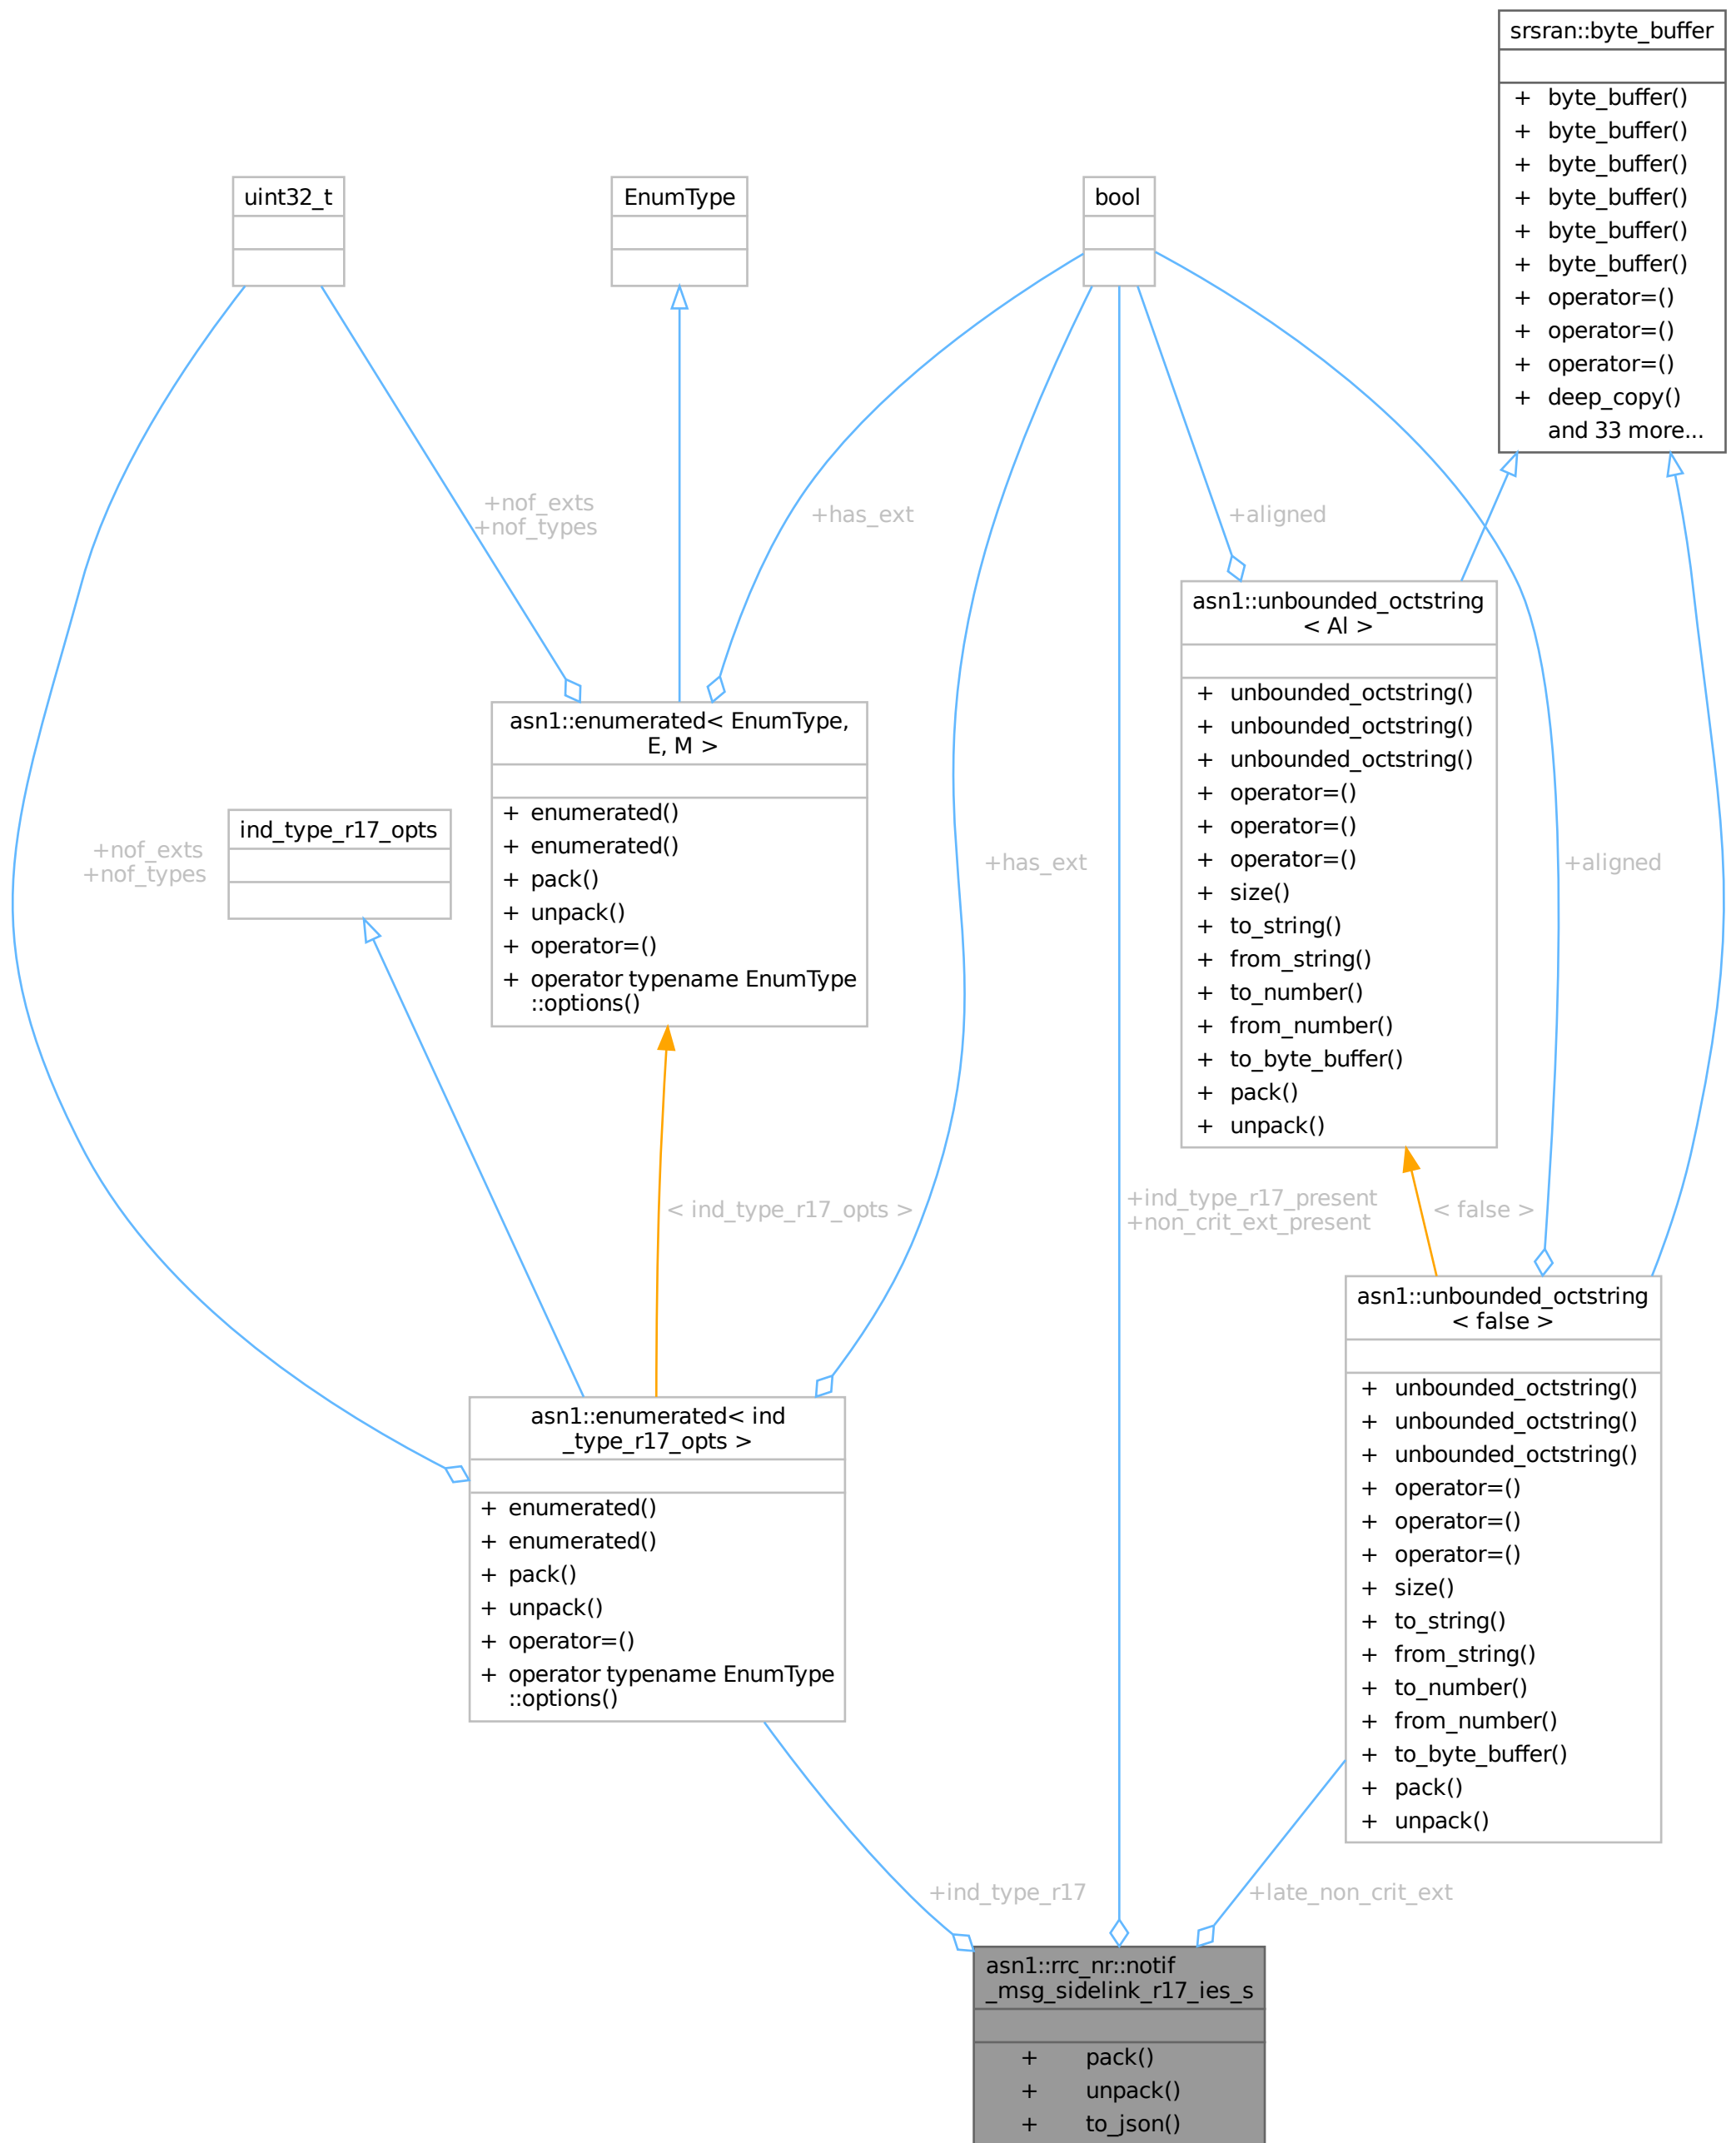 srsran::byte_buffer
+ byte_buffer()
+ byte_buffer()
+ byte_buffer()
+ byte_buffer()
+ byte_buffer()
+ byte_buffer()
+ operator=()
+ operator=()
+ operator=()
+ deep_copy()
and 33 more...
uint32_t
EnumType
bool
+nof_exts
+nof_types
+has_ext
+aligned
asn1::unbounded_octstring
< Al >
+ unbounded_octstring()
+ unbounded_octstring()
+ unbounded_octstring()
+ operator=()
+ operator=()
+ operator=()
+ size()
+ to_string()
+ from_string()
+ to_number()
+ from_number()
+ to_byte_buffer()
+ pack()
+ unpack()
asn1::enumerated< EnumType,
E, M >
+ enumerated()
+ enumerated()
+ pack()
+ unpack()
+ operator=()
+ operator typename EnumType
::options()
ind_type_r17_opts
+nof_exts
+nof_types
+has_ext
+aligned
< ind_type_r17_opts >
+ind_type_r17_present
+non_crit_ext_present
< false >
asn1::unbounded_octstring
< false >
+ unbounded_octstring()
+ unbounded_octstring()
+ unbounded_octstring()
+ operator=()
+ operator=()
+ operator=()
+ size()
+ to_string()
+ from_string()
+ to_number()
+ from_number()
+ to_byte_buffer()
+ pack()
+ unpack()
asn1::enumerated< ind
_type_r17_opts >
+ enumerated()
+ enumerated()
+ pack()
+ unpack()
+ operator=()
+ operator typename EnumType
::options()
+ind_type_r17
+late_non_crit_ext
asn1::rrc_nr::notif
_msg_sidelink_r17_ies_s
+ pack()
+ unpack()
+ to_json()